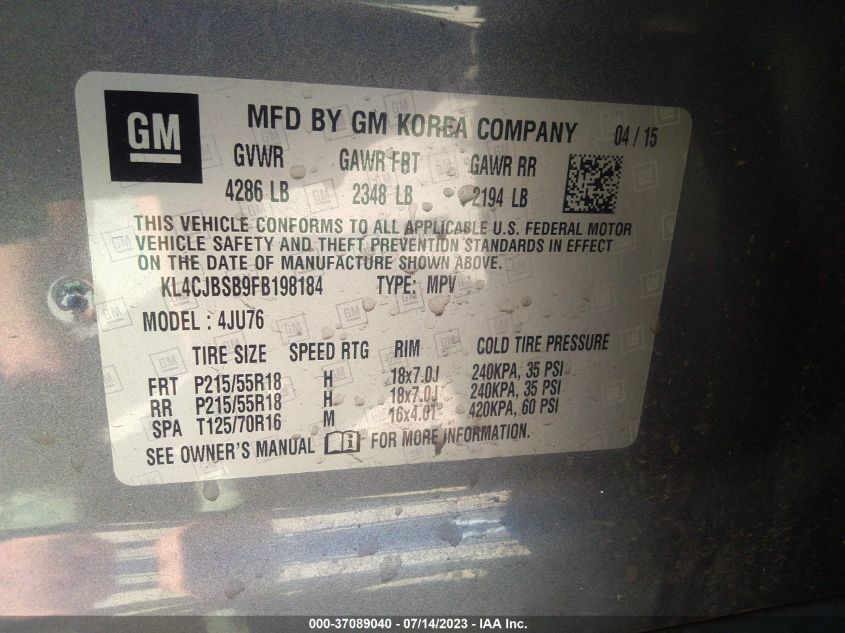 GM
MFD BY GM KOREA COMPANY 04 / 15
GVWR GAWR FRT GAWR RR
4286 LB 2348 LB 2194 LB
THIS VEHICLE CONFORMS TO ALL APPLICABLE U.S. FEDERAL MOTOR
VEHICLE SAFETY AND THEFT PREVENTION STANDARDS IN EFFECT
ON THE DATE OF MANUFACTURE SHOWN ABOVE.
KL4CJBSB9FB198184 TYPE: MPV
MODEL : 4JU76
TIRE SIZE SPEED RTG RIM COLD TIRE PRESSURE
FRT P215/55R18 H 18x7.0J 240KPA, 35 PSI
RR P215/55R18 H 18x7.0J 240KPA, 35 PSI
SPA T125/70R16 M 16x4.0T 420KPA, 60 PSI
SEE OWNER'S MANUAL FOR MORE INFORMATION.
000-37089040 - 07/14/2023 - IAA Inc.